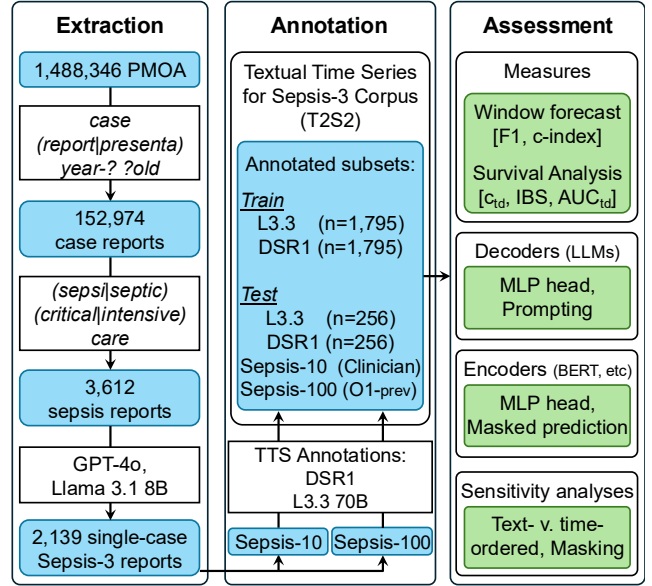 Extraction
1,488,346 PMOA
case
(report|presenta)
year-? ?old
152,974
case reports
(sepsi|septic)
(critical|intensive)
care
3,612
sepsis reports
GPT-4o,
Llama 3.1 8B
2,139 single-case
Sepsis-3 reports
Annotation
Textual Time Series
for Sepsis-3 Corpus
(T2S2)
Annotated subsets:
Train
L3.3 (n=1,795)
DSR1 (n=1,795)
Test
L3.3 (n=256)
DSR1 (n=256)
Sepsis-10 (Clinician)
Sepsis-100 (O1-prev)
TTS Annotations:
DSR1
L3.3 70B
Sepsis-10
Sepsis-100
Assessment
Measures
Window forecast
[F1, c-index]
Survival Analysis
[ctd, IBS, AUCtd]
Decoders (LLMs)
MLP head,
Prompting
Encoders (BERT, etc)
MLP head,
Masked prediction
Sensitivity analyses
Text- v. time-
ordered, Masking